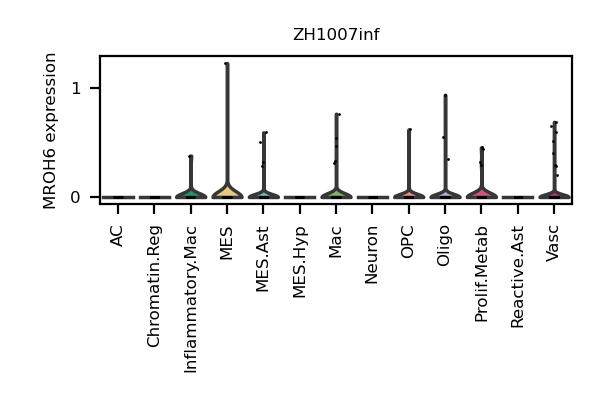 ZH1007inf
MROH6 expression
1
0
AC
Chromatin.Reg
Inflammatory.Mac
MES
MES.Ast
MES.Hyp
Mac
Neuron
OPC
Oligo
Prolif.Metab
Reactive.Ast
Vasc